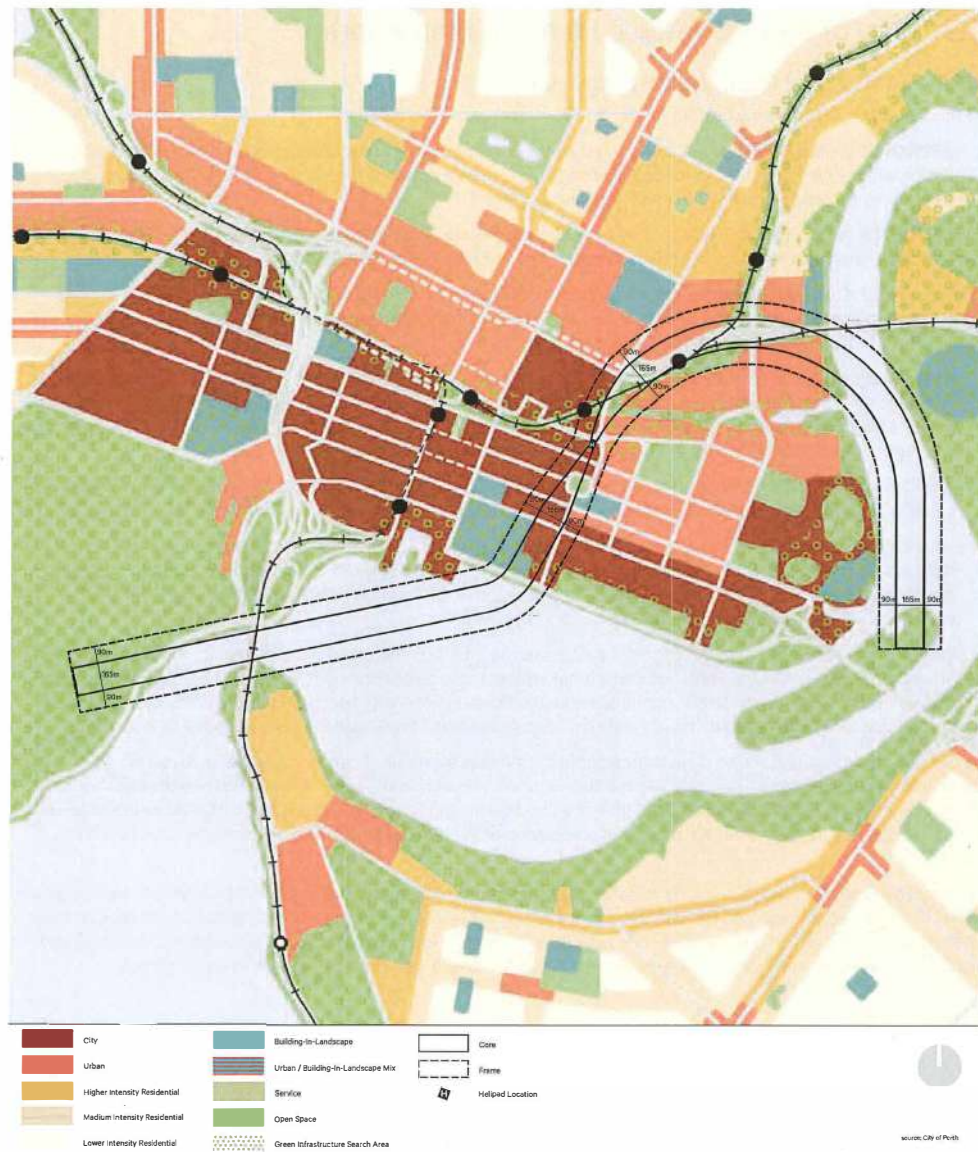 90m
165m
90m
165m
90m
90m
165m
90m
90m
165m
90m
City
Urban
Higher Intensity Residential
Medium Intensity Residential
Lower Intensity Residential
Building-In-Landscape
Urban / Building-In-Landscape Mix
Service
Open Space
Green Infrastructure Search Area
Core
Frame
H
Helipad Location
source: City of Perth